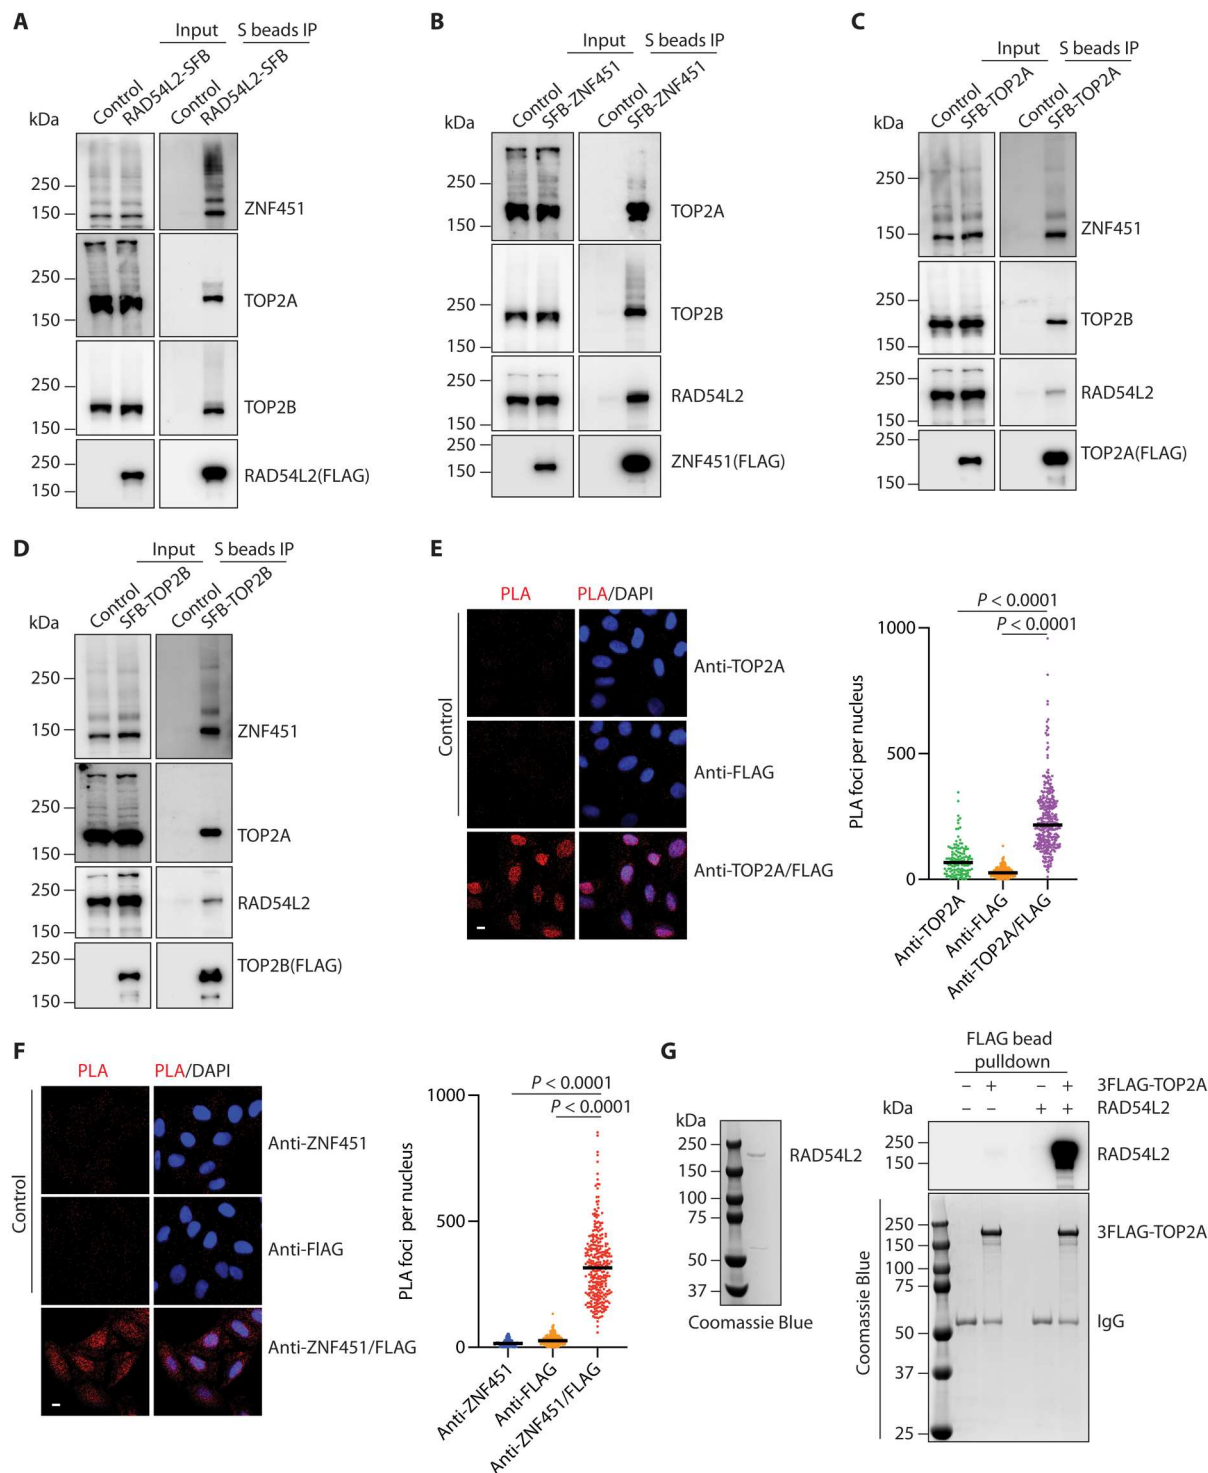 A
Input S beads IP
Control
RAD54L2-SFB
Control
RAD54L2-SFB
kDa
250
150
ZNF451
250
150
TOP2A
250
150
TOP2B
250
150
RAD54L2(FLAG)
B
Input S beads IP
Control
SFB-ZNF451
Control
SFB-ZNF451
kDa
250
150
TOP2A
250
150
TOP2B
250
150
RAD54L2
250
150
ZNF451(FLAG)
C
Input S beads IP
Control
SFB-TOP2A
Control
SFB-TOP2A
kDa
250
150
ZNF451
250
150
TOP2B
250
150
RAD54L2
250
150
TOP2A(FLAG)
D
Input S beads IP
Control
SFB-TOP2B
Control
SFB-TOP2B
kDa
250
150
ZNF451
250
150
TOP2A
250
150
RAD54L2
250
150
TOP2B(FLAG)
E
PLA PLA/DAPI
Control
Anti-TOP2A
Anti-FLAG
Anti-TOP2A/FLAG
P < 0.0001
P < 0.0001
PLA foci per nucleus
1000
500
0
Anti-TOP2A
Anti-FLAG
Anti-TOP2A/FLAG
F
PLA PLA/DAPI
Control
Anti-ZNF451
Anti-FlAG
Anti-ZNF451/FLAG
P < 0.0001
P < 0.0001
PLA foci per nucleus
1000
500
0
Anti-ZNF451
Anti-FLAG
Anti-ZNF451/FLAG
G
kDa
250
150
100
75
50
37
RAD54L2
Coomassie Blue
FLAG bead
pulldown
– + – + 3FLAG-TOP2A
– – + + RAD54L2
kDa
250
150
RAD54L2
Coomassie Blue
250
150
100
75
50
37
25
3FLAG-TOP2A
IgG